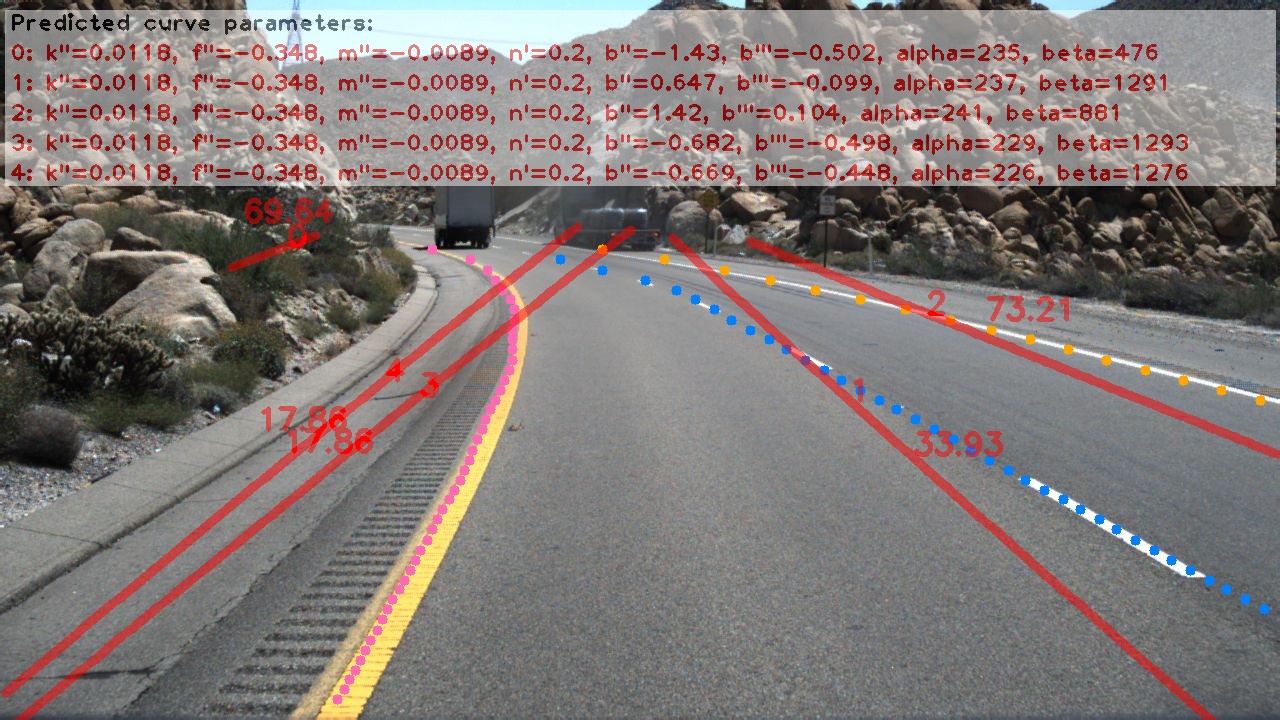 Predicted curve parameters:
0: k''=0.0118, f''=−0.348, m''=−0.0089, n'=0.2, b''=−1.43, b'''=−0.502, alpha=235, beta=476
1: k''=0.0118, f''=−0.348, m''=−0.0089, n'=0.2, b''=0.647, b'''=−0.099, alpha=237, beta=1291
2: k''=0.0118, f''=−0.348, m''=−0.0089, n'=0.2, b''=1.42, b'''=0.104, alpha=241, beta=881
3: k''=0.0118, f''=−0.348, m''=−0.0089, n'=0.2, b''=−0.682, b'''=−0.498, alpha=229, beta=1293
4: k''=0.0118, f''=−0.348, m''=−0.0089, n'=0.2, b''=−0.669, b'''=−0.448, alpha=226, beta=1276
69.64
0
2 73.21
4
3
1
17.86
17.86
33.93